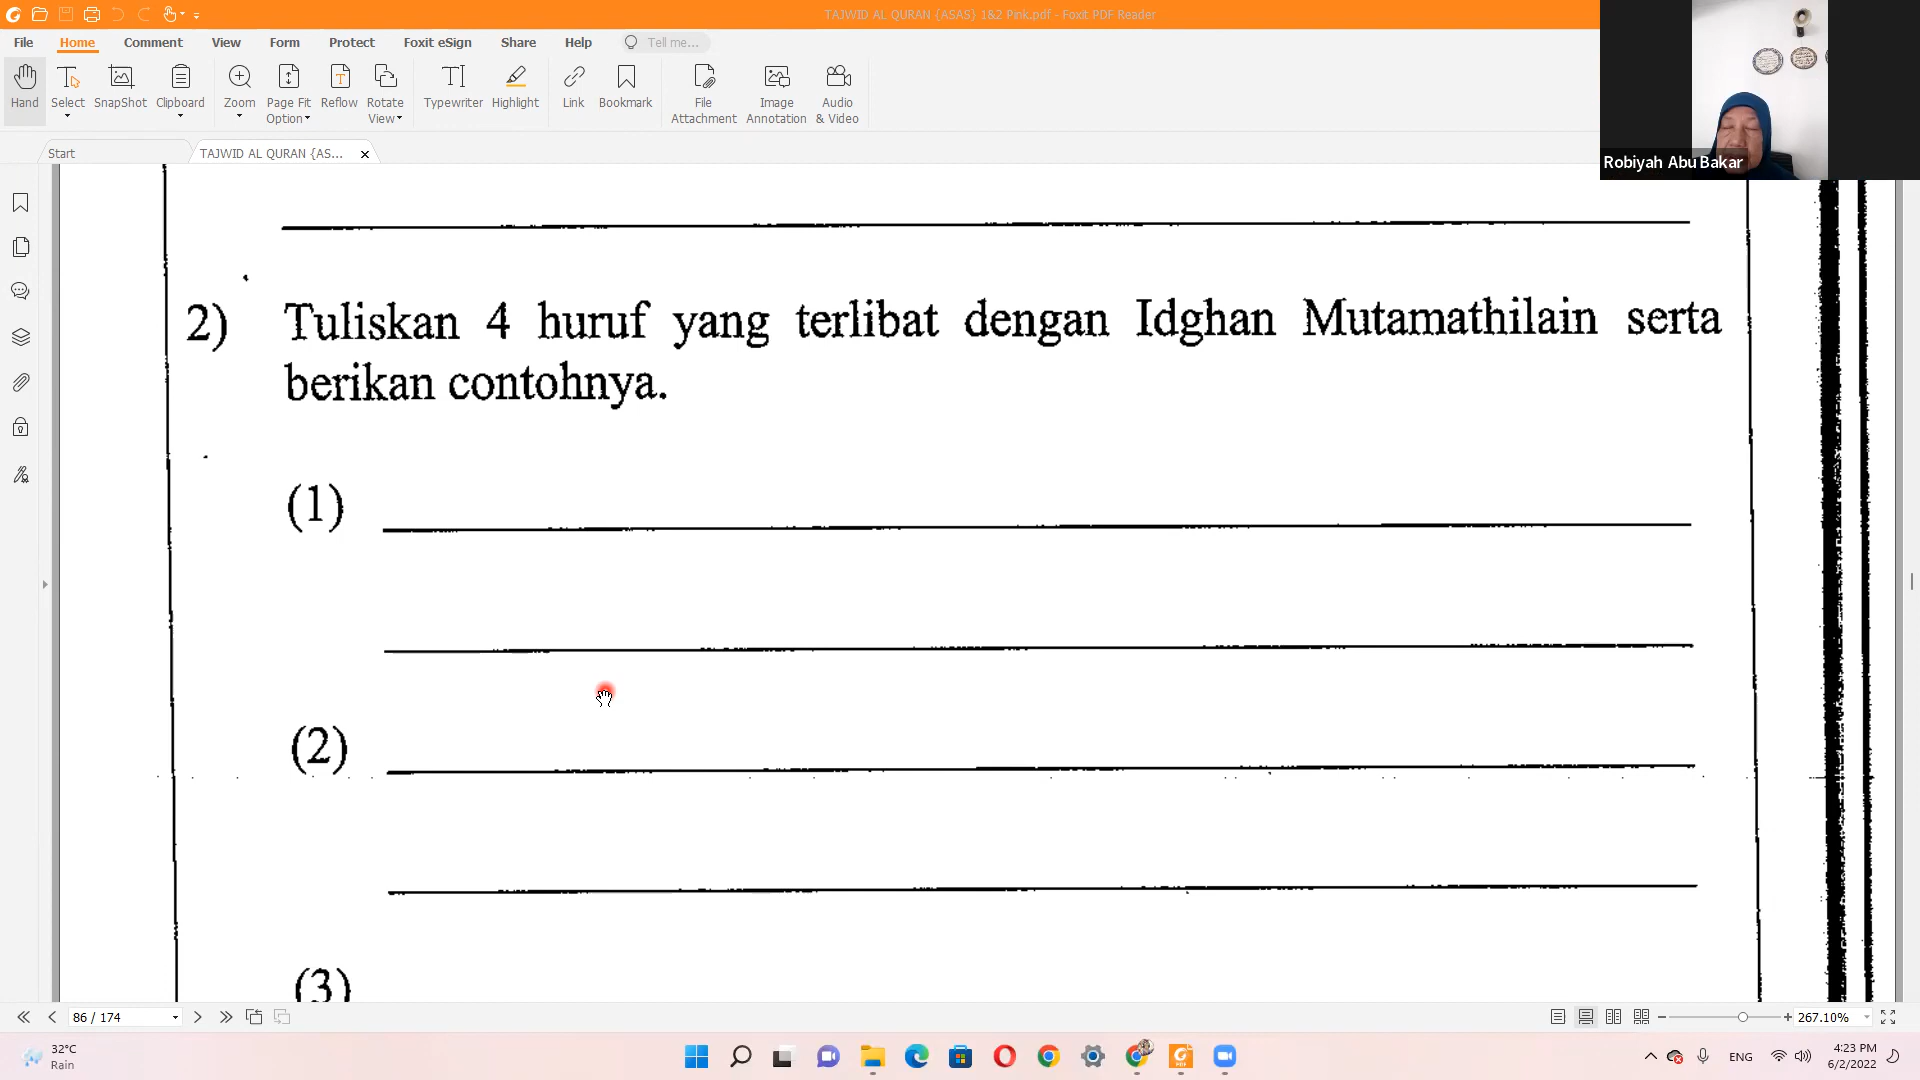 TAJWID AL QURAN {ASAS} 1&2 Pink.pdf - Foxit PDF Reader
File Home Comment View Form Protect Foxit eSign Share Help Tell me...
Hand Select SnapShot Clipboard Zoom Page Fit Option Reflow Rotate View Typewriter Highlight Link Bookmark File Attachment Image Annotation Audio & Video
Start TAJWID AL QURAN {AS...
Robiyah Abu Bakar
2) Tuliskan 4 huruf yang terlibat dengan Idghan Mutamathilain serta
berikan contohnya.
(1)
(2)
(3)
86 / 174
267.10%
32°C
Rain
ENG
4:23 PM
6/2/2022